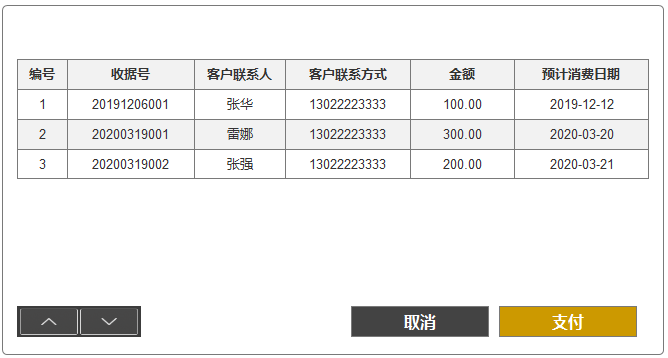 编号 收据号 客户联系人 客户联系方式 金额 预计消费日期
1 20191206001 张华 13022223333 100.00 2019-12-12
2 20200319001 雷娜 13022223333 300.00 2020-03-20
3 20200319002 张强 13022223333 200.00 2020-03-21
取消 支付